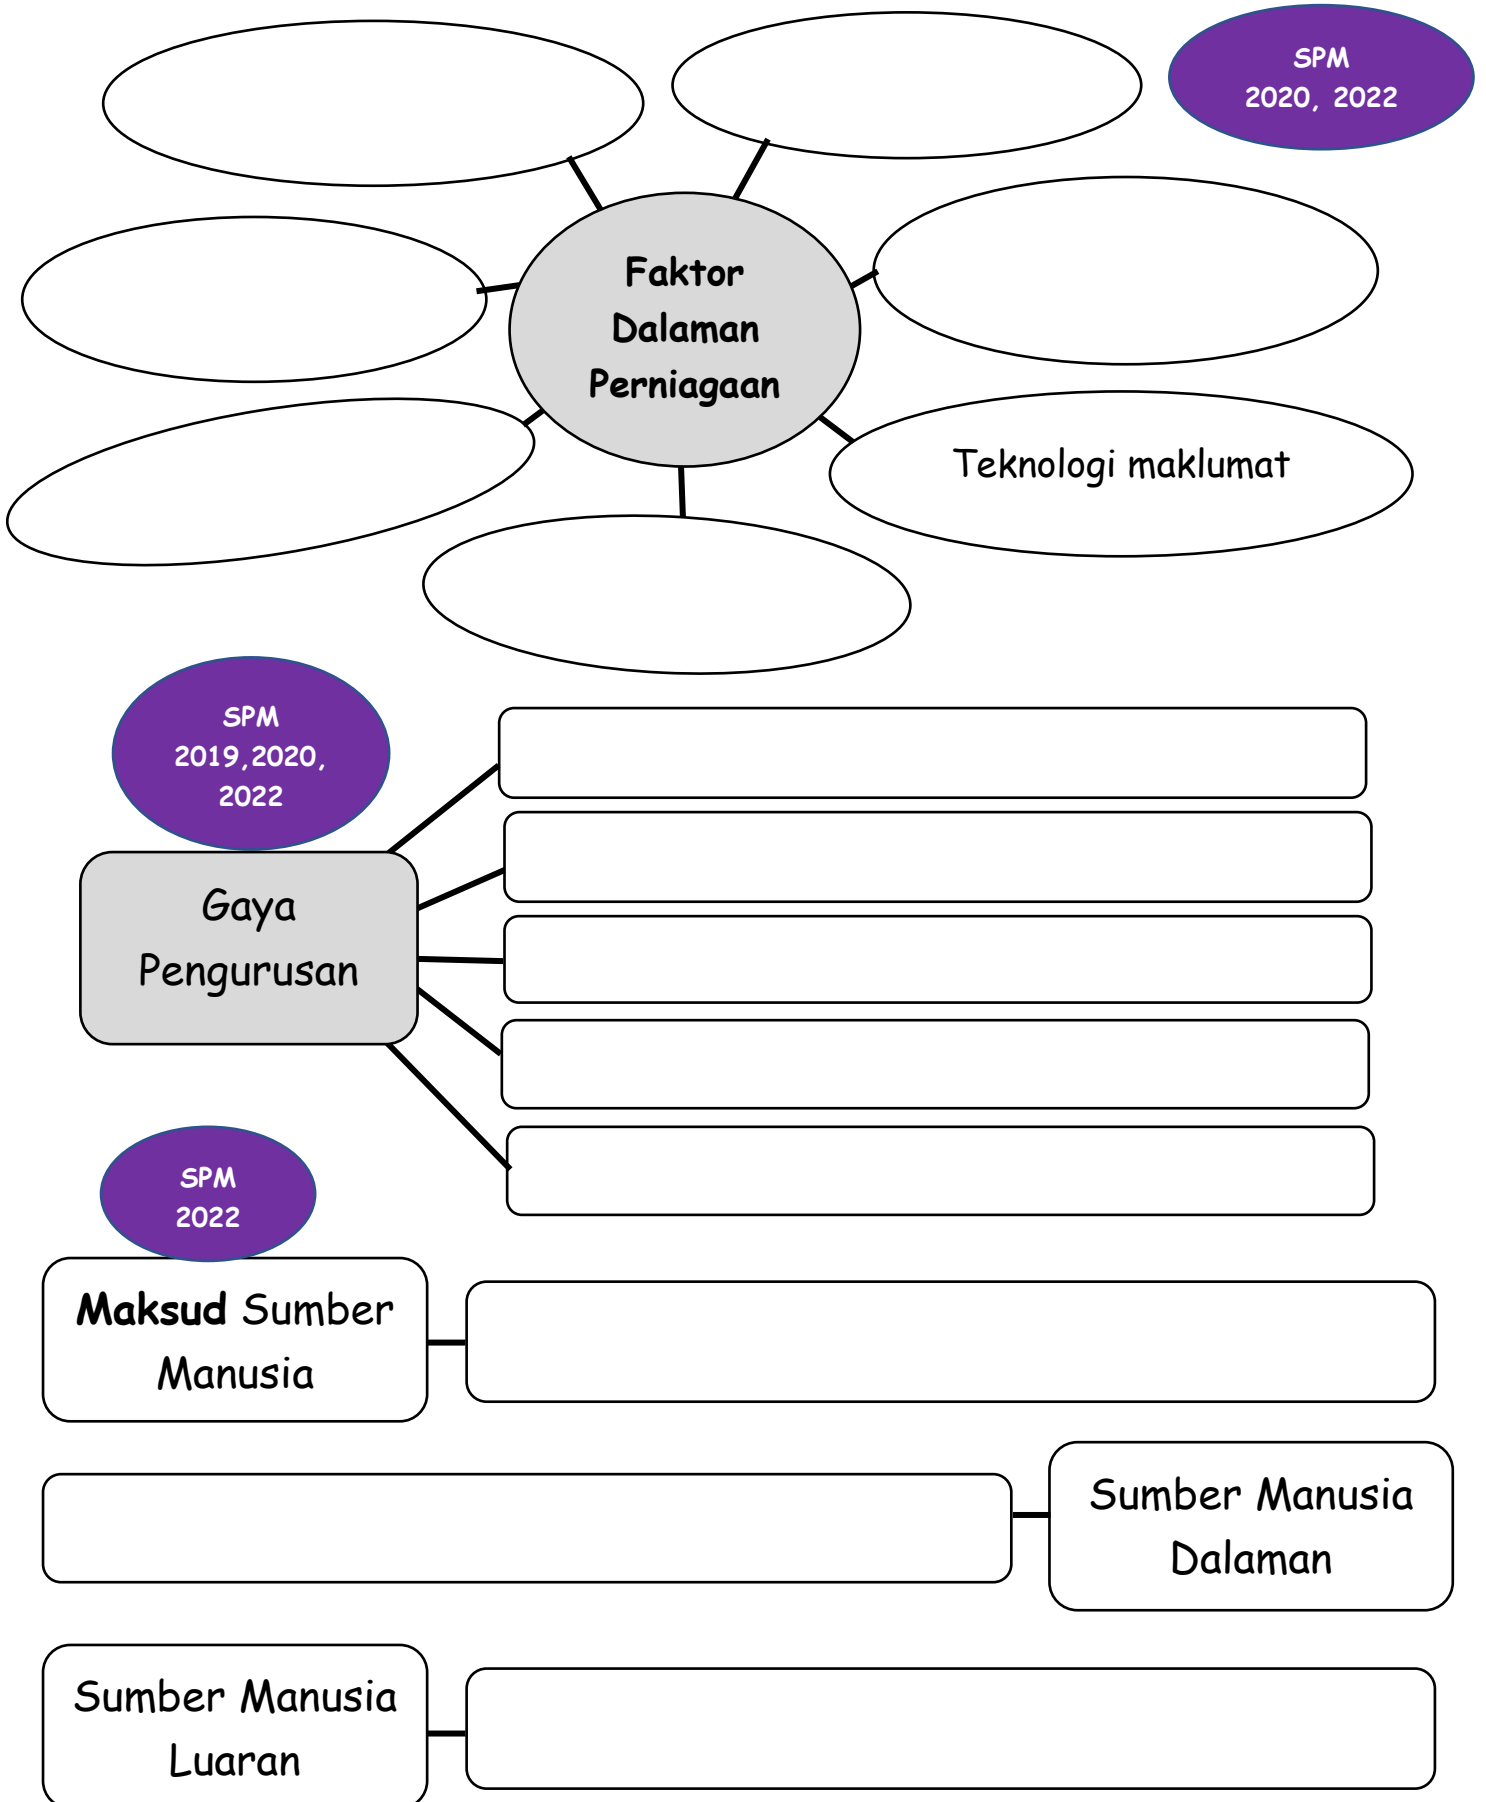 SPM
2020, 2022
Faktor
Dalaman
Perniagaan
Teknologi maklumat
SPM
2019,2020,
2022
Gaya
Pengurusan
SPM
2022
Maksud Sumber
Manusia
Sumber Manusia
Dalaman
Sumber Manusia
Luaran